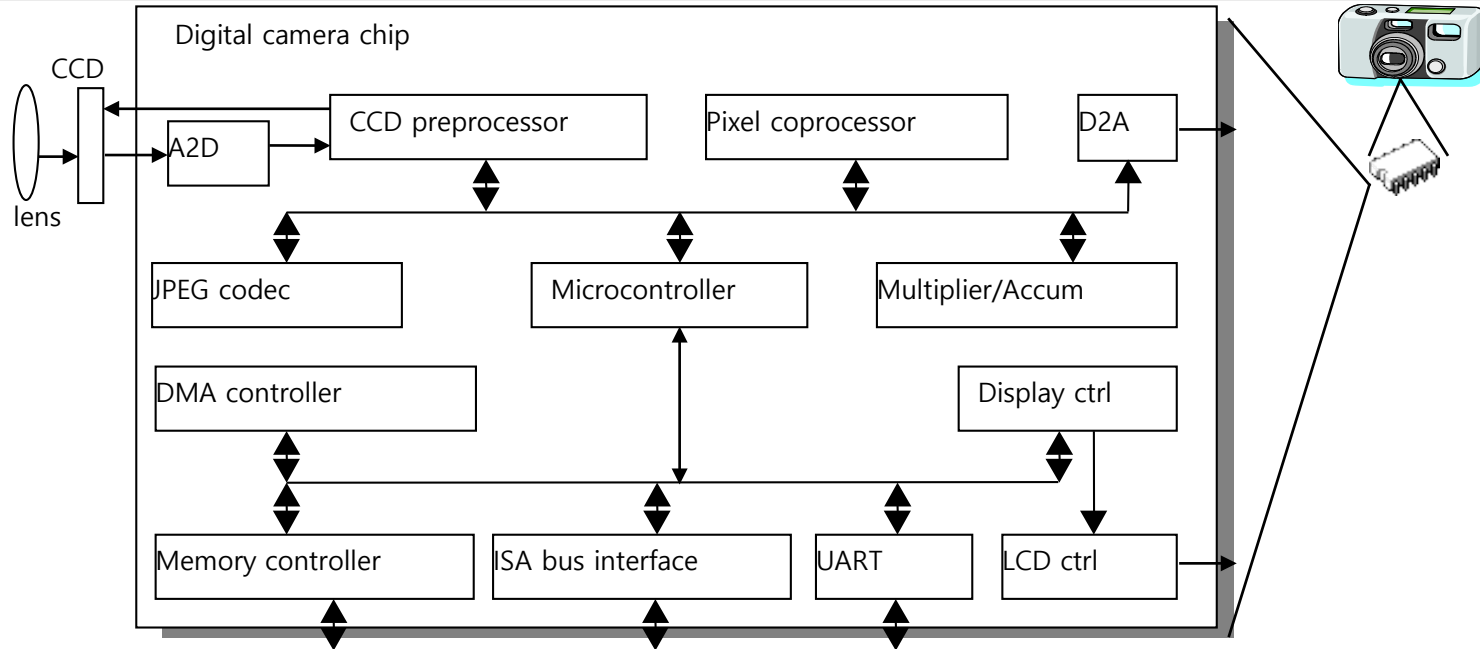 Digital camera chip
CCD
lens
A2D
CCD preprocessor
Pixel coprocessor
D2A
JPEG codec
Microcontroller
Multiplier/Accum
DMA controller
Display ctrl
Memory controller
ISA bus interface
UART
LCD ctrl